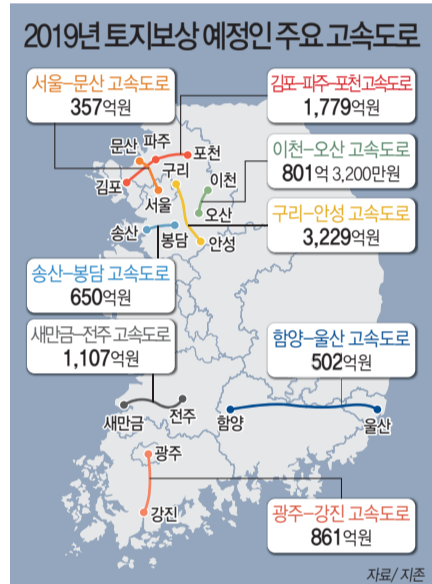 2019년 토지보상 예정인 주요 고속도로
서울-문산 고속도로
357억원
김포-파주-포천고속도로
1,779억원
문산
파주
포천
구리
김포
서울
이천
오산
이천-오산 고속도로
801억 3,200만원
송산
봉담
안성
구리-안성 고속도로
3,229억원
송산-봉담 고속도로
650억원
새만금-전주 고속도로
1,107억원
함양-울산 고속도로
502억원
새만금
전주
함양
울산
광주
강진
광주-강진 고속도로
861억원
자료/지존